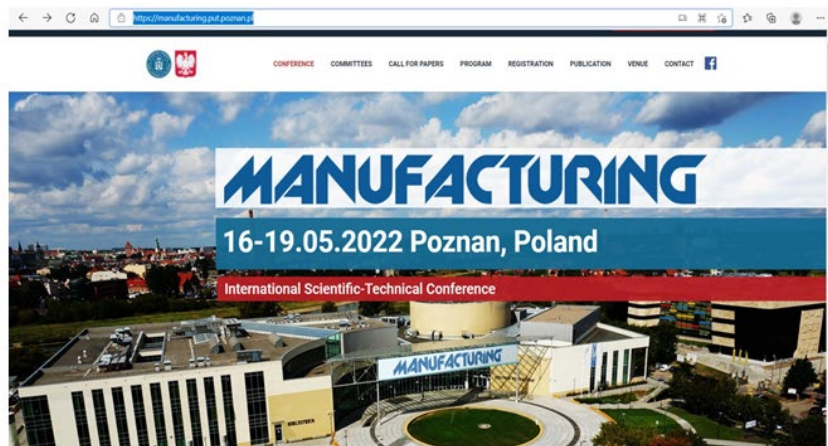 https://manufacturing.put.poznan.pl
CONFERENCE COMMITTEES CALL FOR PAPERS PROGRAM REGISTRATION PUBLICATION VENUE CONTACT f
MANUFACTURING
16-19.05.2022 Poznan, Poland
International Scientific-Technical Conference
MANUFACTURING
BIBLIOTEKA